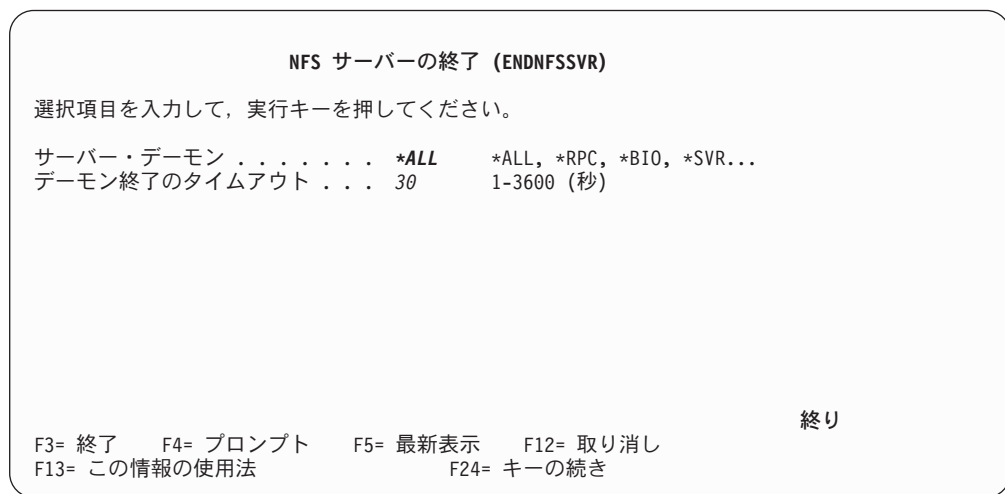 NFS サーバーの終了 (ENDNFSSVR)
選択項目を入力して，実行キーを押してください。
サーバー・デーモン . . . . . . . *ALL *ALL, *RPC, *BIO, *SVR...
デーモン終了のタイムアウト . . . 30 1-3600 (秒)
終り
F3= 終了 F4= プロンプト F5= 最新表示 F12= 取り消し
F13= この情報の使用法 F24= キーの続き